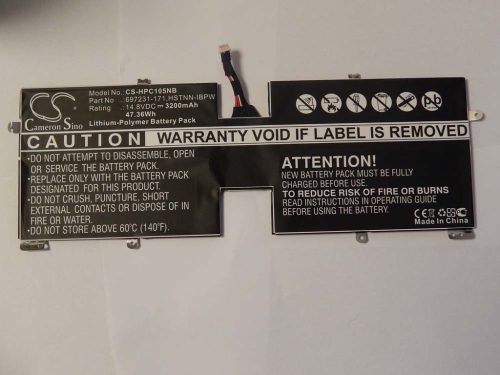 CS
Cameron Sino
Model No.: CS-HPC105NB
Part No : 697231-171,HSTNN-IBPW
Rating : 14.8VDC ⎓ 3200mAh
47.36Wh
Lithium-Polymer Battery Pack
CAUTION WARRANTY VOID IF LABEL IS REMOVED
•DO NOT ATTEMPT TO DISASSEMBLE, OPEN
OR SERVICE THE BATTERY PACK.
•REPLACE ONLY WITH THE BATTERY PACK
DESIGNATED FOR THIS PRODUCT.
•DO NOT CRUSH, PUNCTURE, SHORT EXTERNAL
CONTACTS OR DISPOSE OF IN FIRE OR
WATER.
•DO NOT STORE ABOVE 60°C (140°F).
ATTENTION!
NEW BATTERY PACK MUST BE FULLY CHARGED
BEFORE USE.
TO REDUCE RISK OF FIRE OR BURNS
READ INSTRUCTIONS IN OPERATING GUIDE
BEFORE USING THE BATTERY.
CE
Made in China